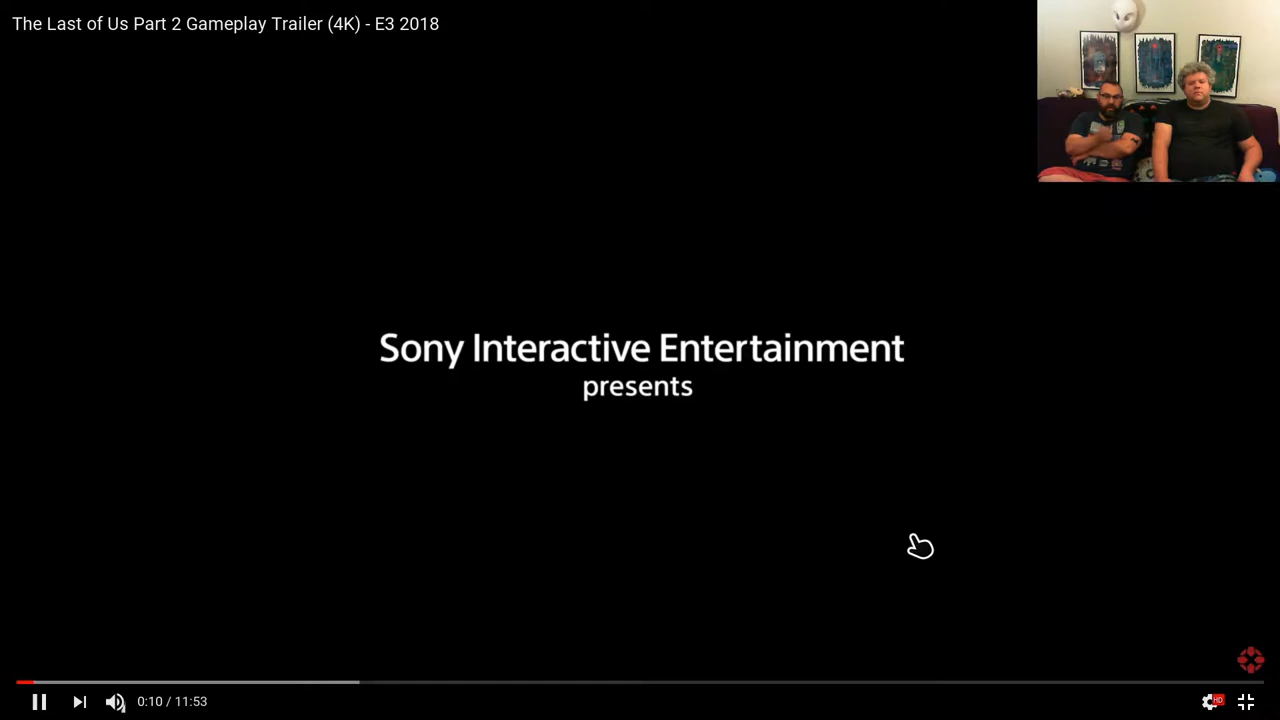 The Last of Us Part 2 Gameplay Trailer (4K) - E3 2018
Sony Interactive Entertainment
presents
0:10 / 11:53
HD